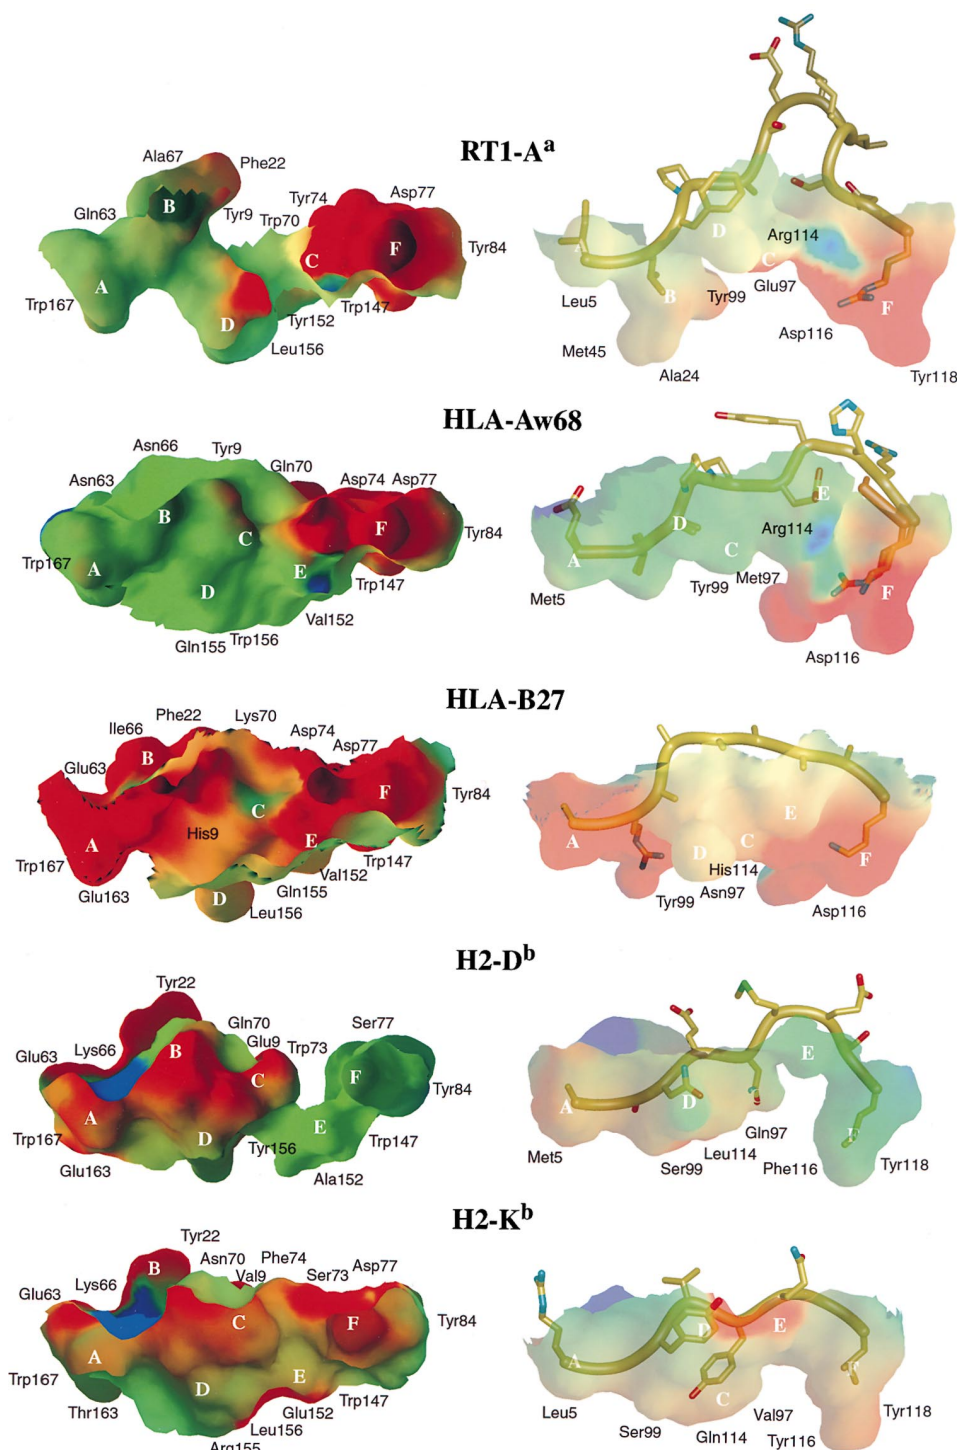 RT1-Aᵃ
Ala67
Phe22
B
Gln63
Tyr9
Tyr74
Asp77
Trp70
A
C
F
Tyr84
Trp167
D
Tyr152
Trp147
Leu156
A
D
Arg114
C
Glu97
Leu5
B
Tyr99
F
Met45
Asp116
Ala24
Tyr118
HLA-Aw68
Asn66
Tyr9
Asn63
Gln70
Asp74
Asp77
B
C
F
Tyr84
Trp167
A
E
Trp147
D
Val152
Gln155
Trp156
E
D
Arg114
A
C
Met97
Met5
Tyr99
F
Asp116
HLA-B27
Phe22
Lys70
Ile66
B
Asp74
Asp77
Glu63
C
F
Tyr84
His9
A
E
Trp167
Trp147
Glu163
Val152
Gln155
D
Leu156
E
A
D
C
F
His114
Tyr99
Asn97
Asp116
H2-Dᵇ
Tyr22
Gln70
Ser77
Lys66
Glu9
Glu63
B
Trp73
C
F
Tyr84
A
D
E
Trp167
Tyr156
Trp147
Glu163
Ala152
E
A
D
Gln97
F
Met5
Leu114
Ser99
Phe116
Tyr118
H2-Kᵇ
Tyr22
Asn70
Phe74
B
Val9
Asp77
Lys66
Ser73
Glu63
C
F
Tyr84
A
Trp167
D
E
Thr163
Glu152
Trp147
Leu156
Arg155
D
E
A
F
C
Leu5
Val97
Tyr118
Ser99
Gln114
Tyr116